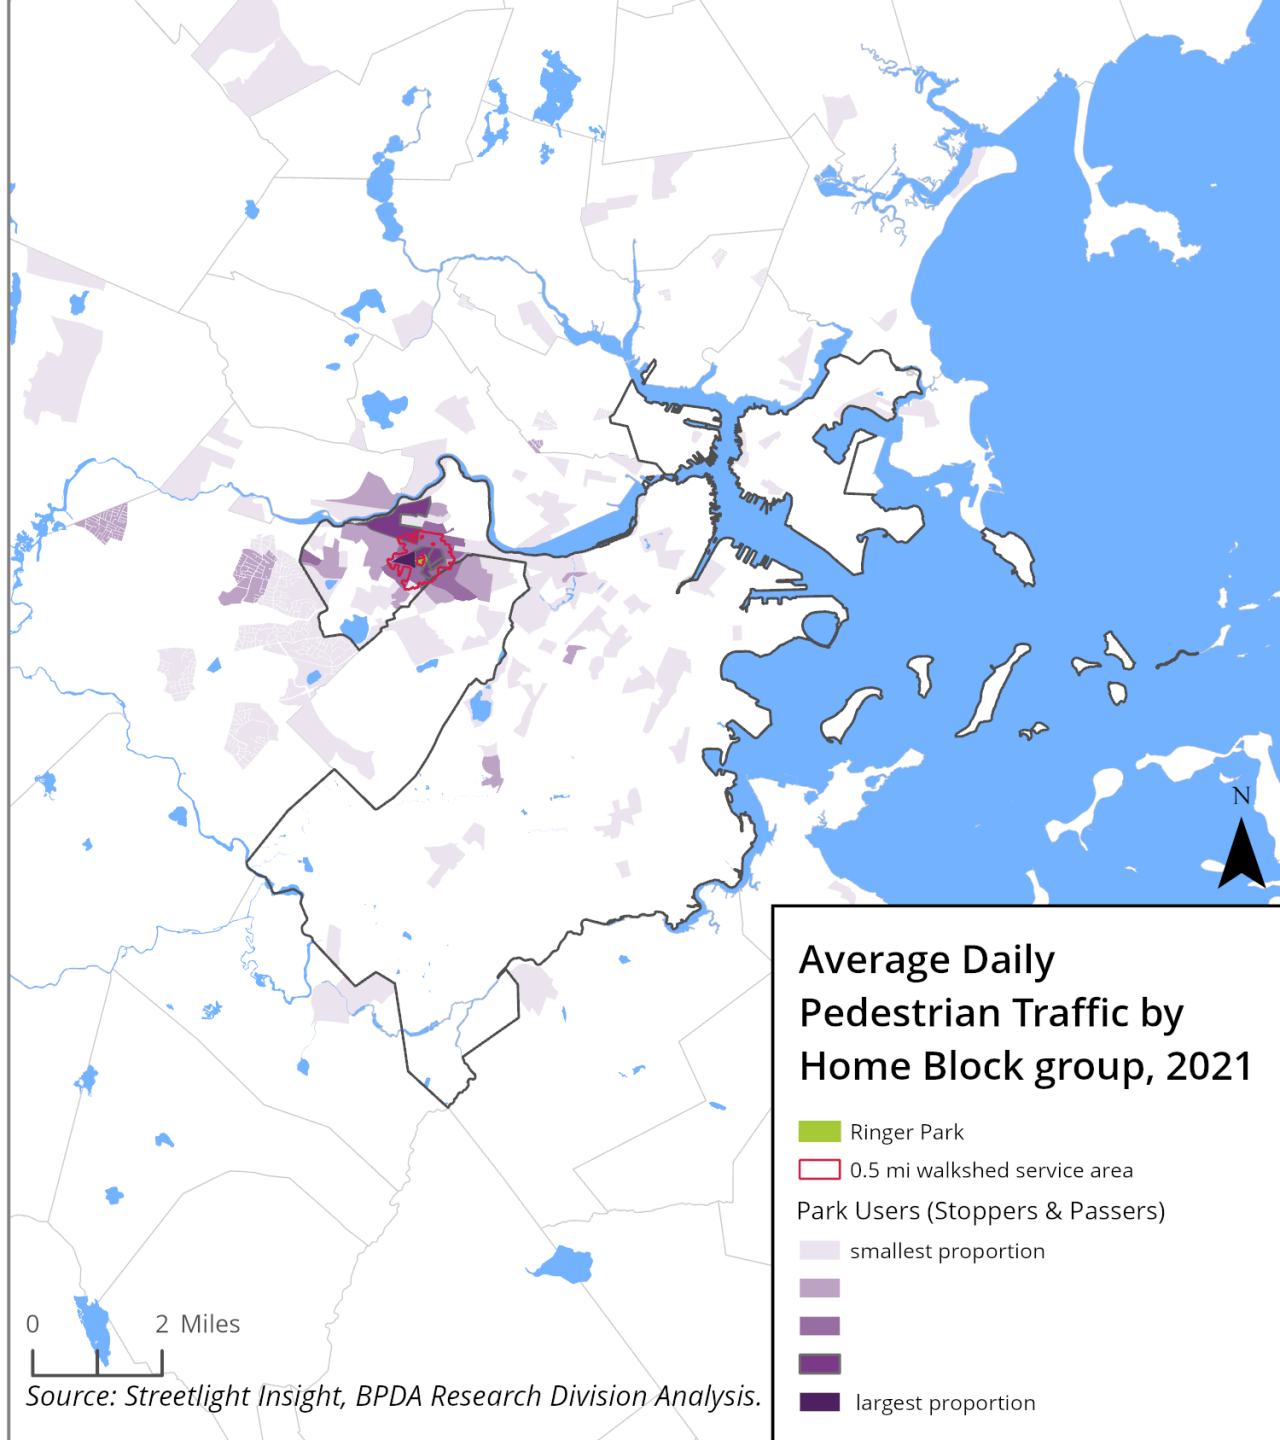 N
Average Daily
Pedestrian Traffic by
Home Block group, 2021
Ringer Park
0.5 mi walkshed service area
Park Users (Stoppers & Passers)
smallest proportion
largest proportion
0 2 Miles
Source: Streetlight Insight, BPDA Research Division Analysis.